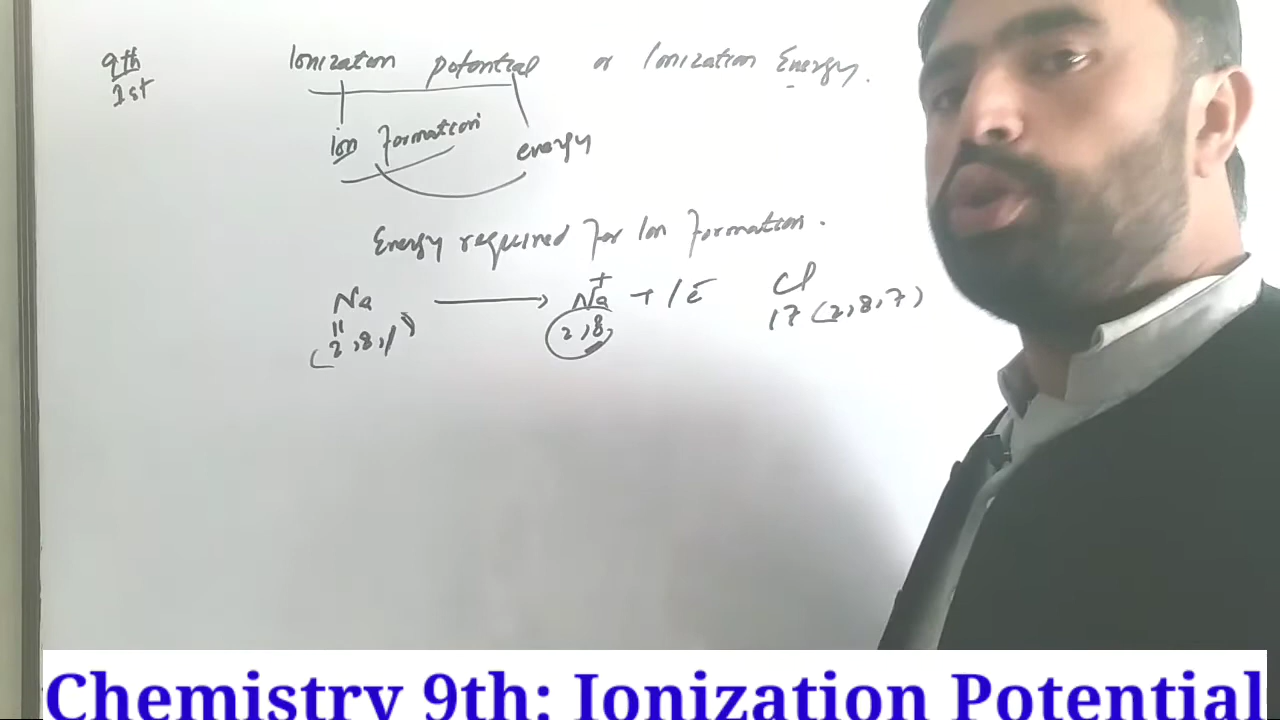 9th
1st
Ionization potential or Ionization Energy.
ion Formation energy
Energy required for Ion Formation.
Na → Na⁺ + 1e⁻ Cl
11 (2,8,1) 2,8, 17 (2,8,7)
Chemistry 9th: Ionization Potential